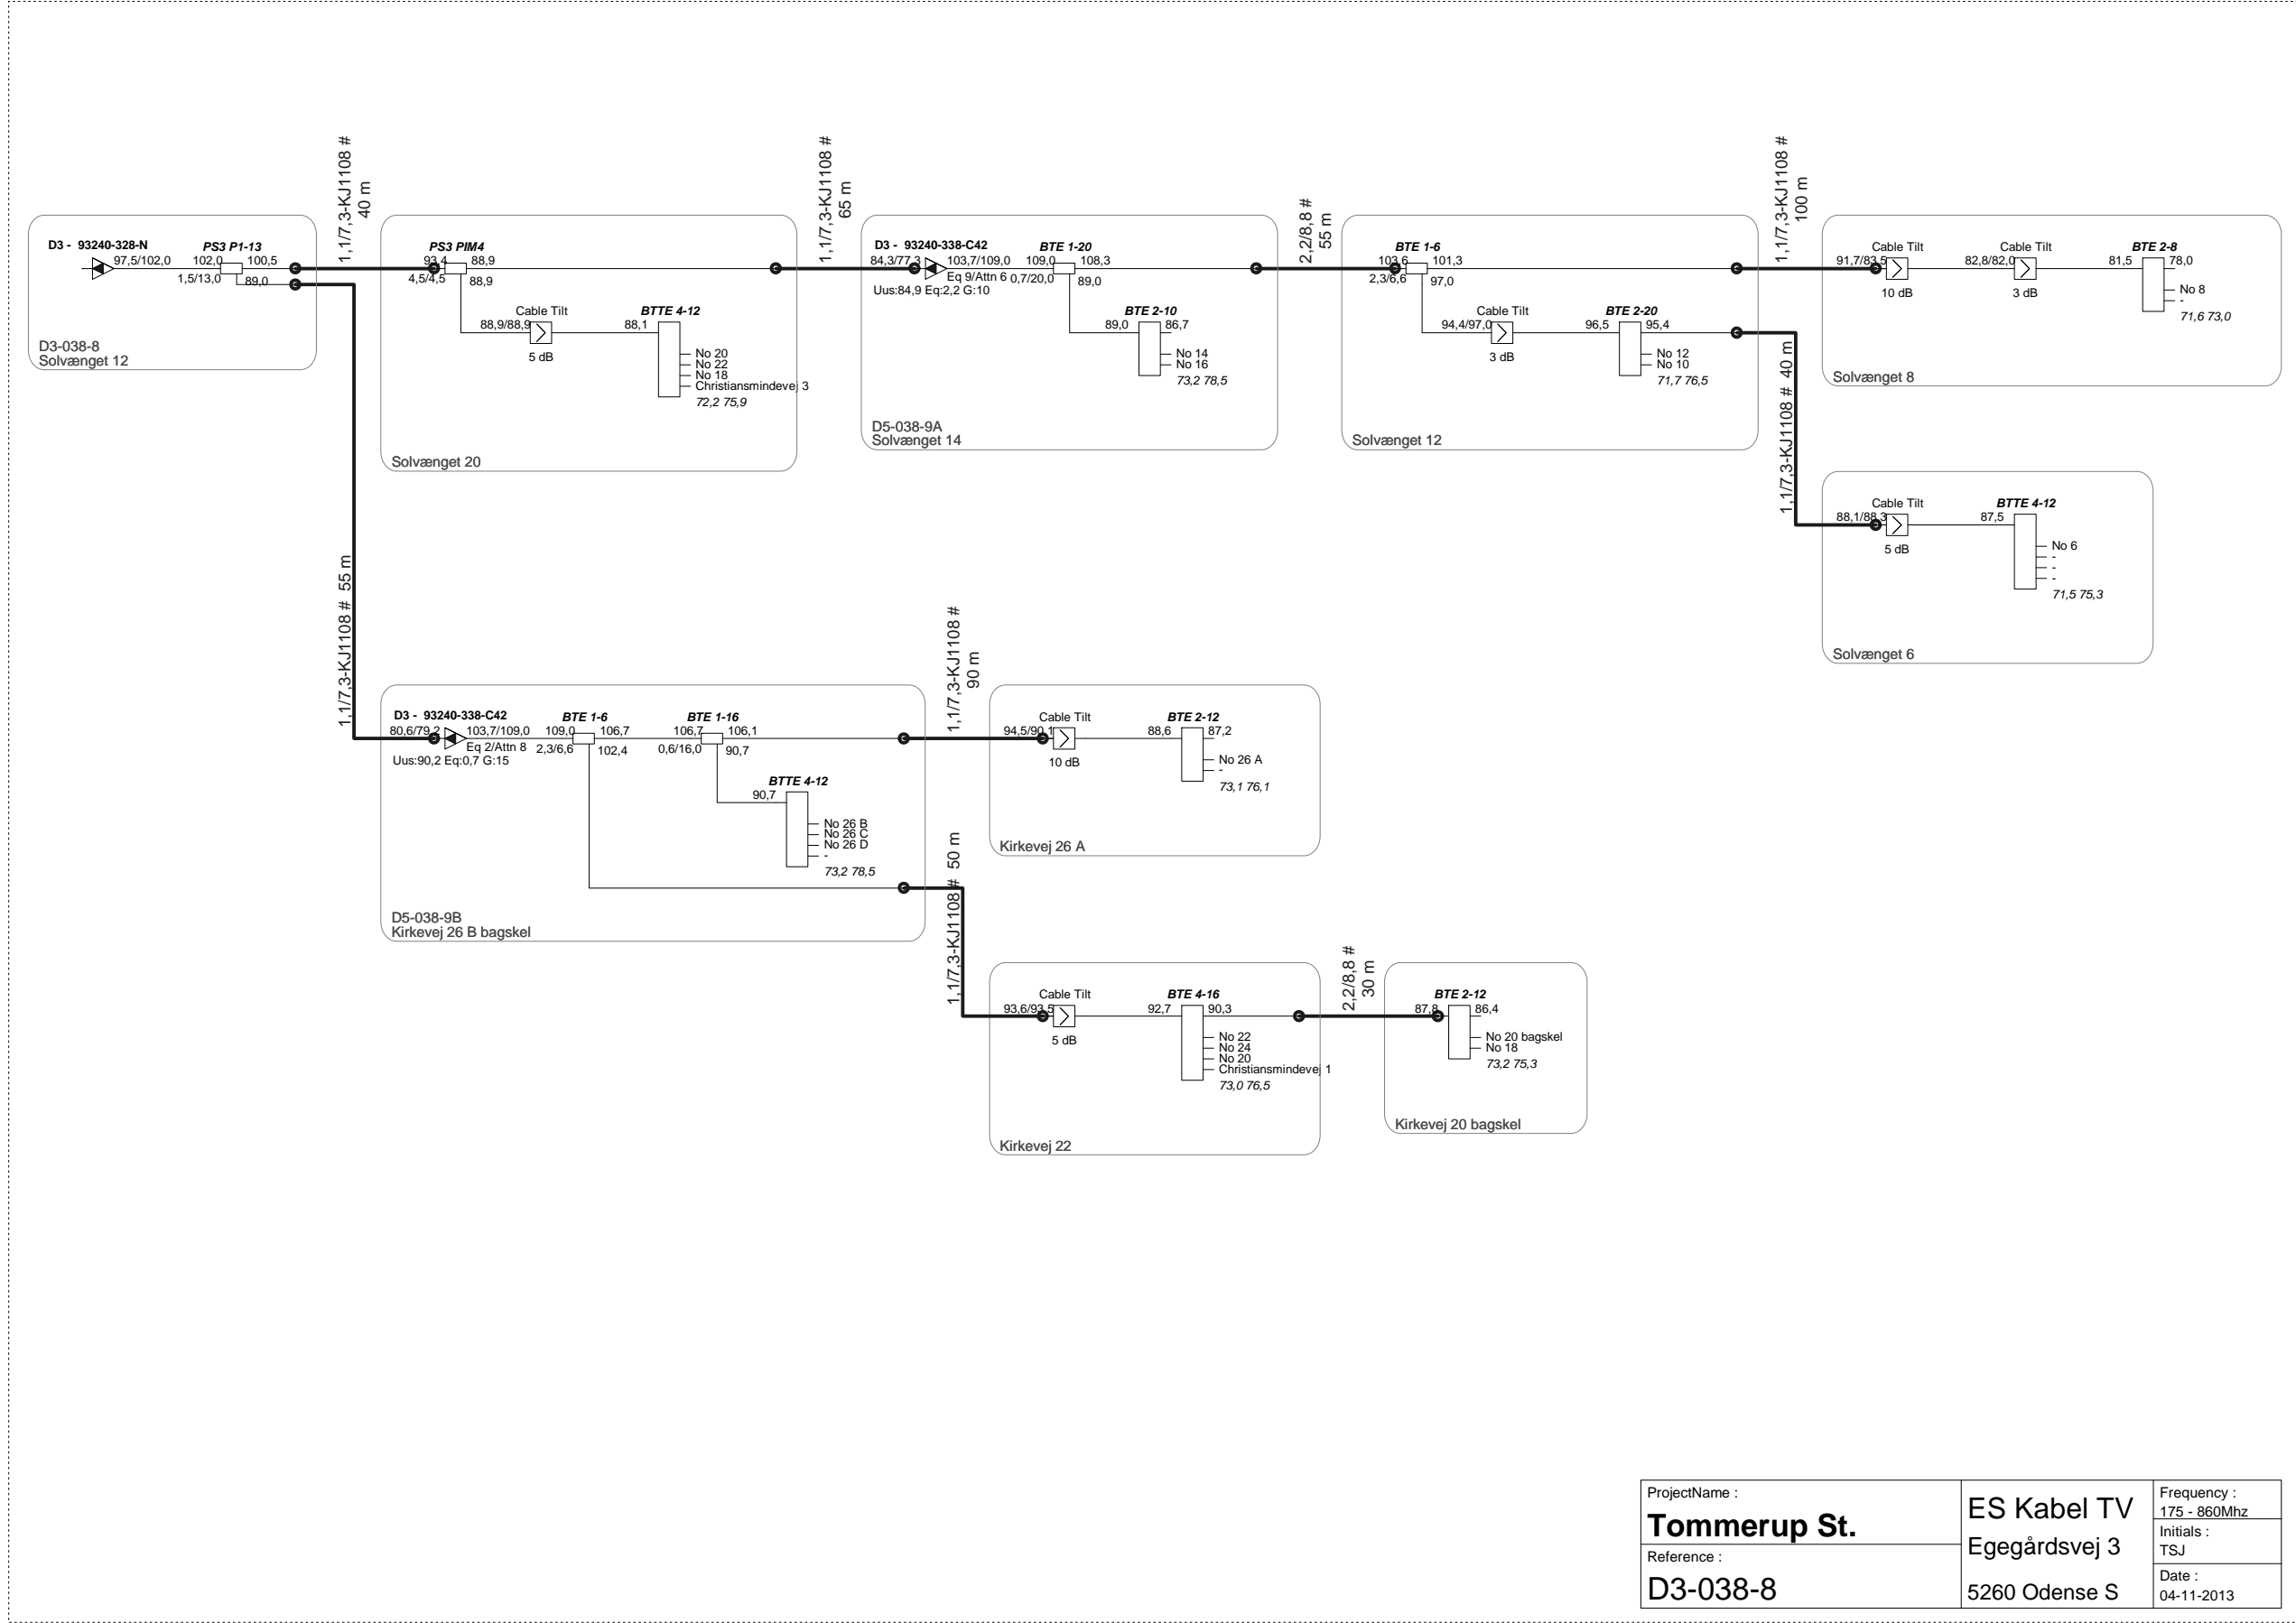 1,1/7,3-KJ1108 #
40 m
1,1/7,3-KJ1108 #
65 m
2,2/8,8 #
55 m
1,1/7,3-KJ1108 #
100 m
D3 - 93240-328-N
PS3 P1-13
97,5/102,0
102,0
100,5
1,5/13,0
89,0
D3-038-8
Solvænget 12
PS3 PIM4
93,4
88,9
4,5/4,5
88,9
Cable Tilt
88,9/88,9
5 dB
BTTE 4-12
88,1
No 20
No 22
No 18
Christiansmindevej 3
72,2 75,9
Solvænget 20
D3 - 93240-338-C42
84,3/77,3
103,7/109,0
Eq 9/Attn 6
Uus:84,9 Eq:2,2 G:10
BTE 1-20
109,0
108,3
0,7/20,0
89,0
BTE 2-10
89,0
86,7
No 14
No 16
73,2 78,5
D5-038-9A
Solvænget 14
BTE 1-6
103,6
101,3
2,3/6,6
97,0
Cable Tilt
94,4/97,0
3 dB
BTE 2-20
96,5
95,4
No 12
No 10
71,7 76,5
Solvænget 12
Cable Tilt
91,7/83,5
10 dB
Cable Tilt
82,8/82,0
3 dB
BTE 2-8
81,5
78,0
No 8
-
71,6 73,0
Solvænget 8
1,1/7,3-KJ1108 # 40 m
Cable Tilt
88,1/88,3
5 dB
BTTE 4-12
87,5
No 6
-
-
-
71,5 75,3
Solvænget 6
1,1/7,3-KJ1108 # 55 m
D3 - 93240-338-C42
80,6/79,2
103,7/109,0
Eq 2/Attn 8
Uus:90,2 Eq:0,7 G:15
BTE 1-6
109,0
106,7
2,3/6,6
102,4
BTE 1-16
106,7
106,1
0,6/16,0
90,7
BTTE 4-12
90,7
No 26 B
No 26 C
No 26 D
-
73,2 78,5
D5-038-9B
Kirkevej 26 B bagskel
1,1/7,3-KJ1108 #
90 m
Cable Tilt
94,5/90,1
10 dB
BTE 2-12
88,6
87,2
No 26 A
-
73,1 76,1
Kirkevej 26 A
1,1/7,3-KJ1108 # 50 m
Cable Tilt
93,6/93,5
5 dB
BTE 4-16
92,7
90,3
No 22
No 24
No 20
Christiansmindevej 1
73,0 76,5
Kirkevej 22
2,2/8,8 #
30 m
BTE 2-12
87,8
86,4
No 20 bagskel
No 18
73,2 75,3
Kirkevej 20 bagskel
ProjectName :
Tommerup St.
Reference :
D3-038-8
ES Kabel TV
Egegårdsvej 3
5260 Odense S
Frequency :
175 - 860Mhz
Initials :
TSJ
Date :
04-11-2013